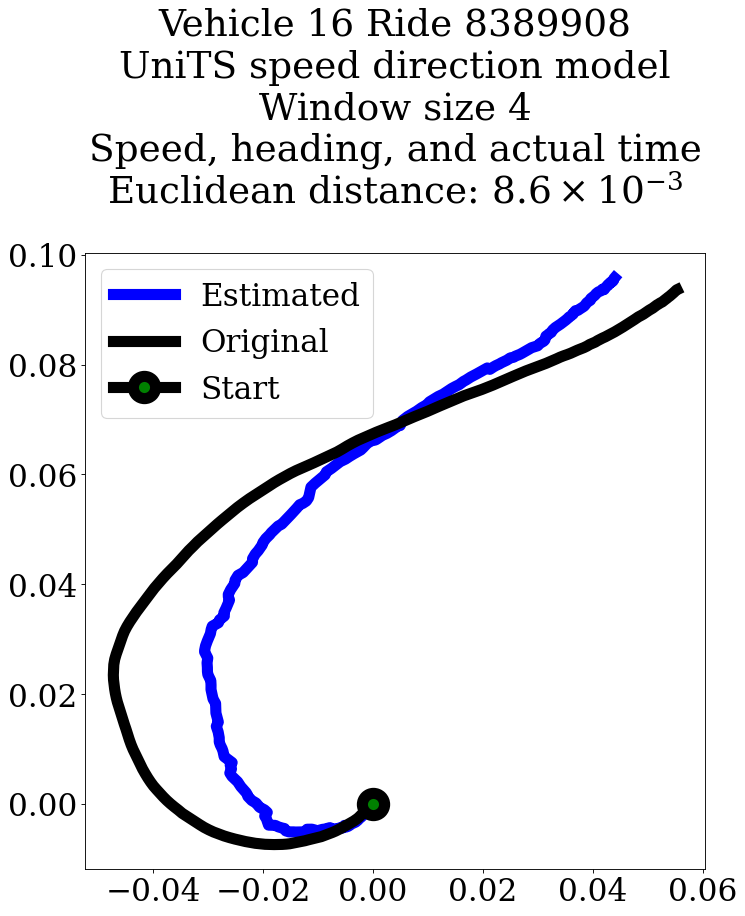 Vehicle 16 Ride 8389908
UniTS speed direction model
Window size 4
Speed, heading, and actual time
Euclidean distance: 8.6 × 10⁻³
0.10
0.08
0.06
0.04
0.02
0.00
Estimated
Original
Start
−0.04 −0.02 0.00 0.02 0.04 0.06